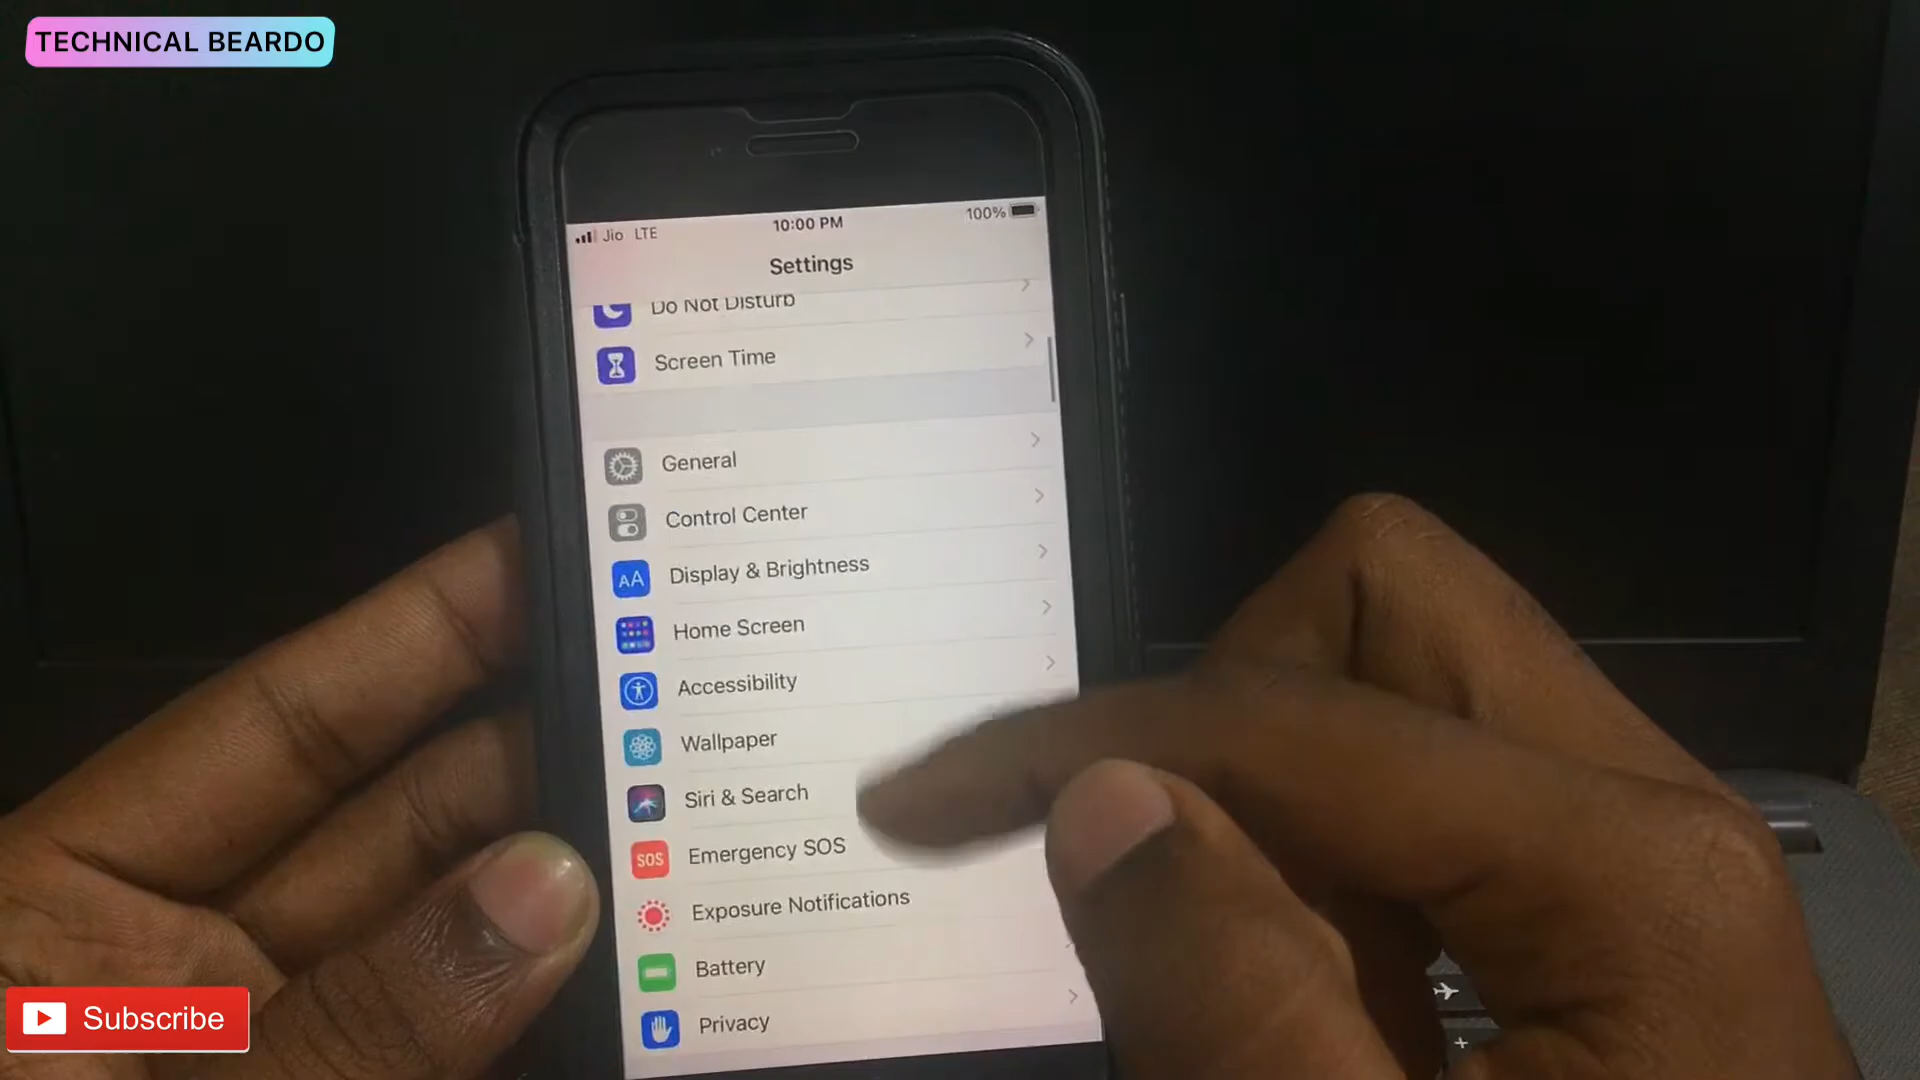 TECHNICAL BEARDO
Jio LTE
10:00 PM
100%
Settings
Do Not Disturb
Screen Time
General
Control Center
AA
Display & Brightness
Home Screen
Accessibility
Wallpaper
Siri & Search
SOS
Emergency SOS
Exposure Notifications
Battery
Privacy
Subscribe
+